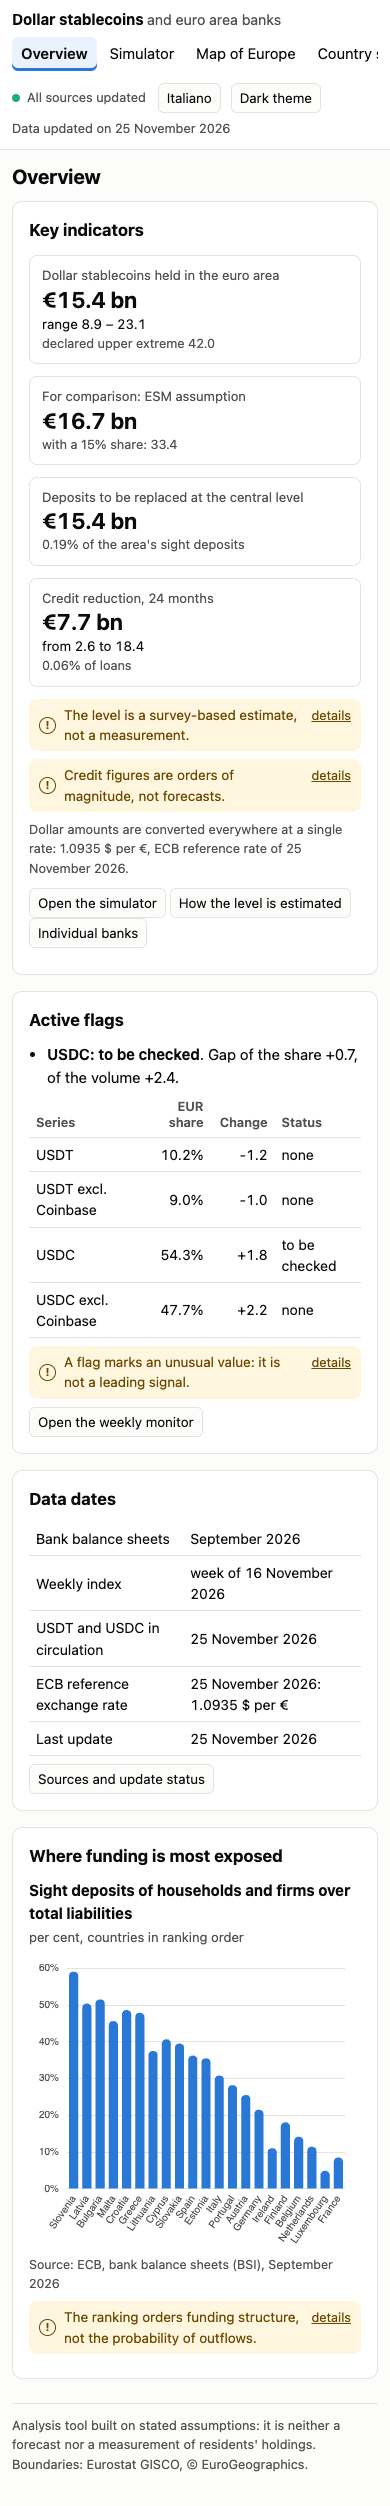 Dollar stablecoins and euro area banks
Overview Simulator Map of Europe Country s
All sources updated Italiano Dark theme
Data updated on 25 November 2026
Overview
Key indicators
Dollar stablecoins held in the euro area
€15.4 bn
range 8.9 – 23.1
declared upper extreme 42.0
For comparison: ESM assumption
€16.7 bn
with a 15% share: 33.4
Deposits to be replaced at the central level
€15.4 bn
0.19% of the area's sight deposits
Credit reduction, 24 months
€7.7 bn
from 2.6 to 18.4
0.06% of loans
The level is a survey-based estimate, details
not a measurement.
Credit figures are orders of details
magnitude, not forecasts.
Dollar amounts are converted everywhere at a single
rate: 1.0935 $ per €, ECB reference rate of 25
November 2026.
Open the simulator How the level is estimated
Individual banks
Active flags
• USDC: to be checked. Gap of the share +0.7,
of the volume +2.4.
Series EUR share Change Status
USDT 10.2% -1.2 none
USDT excl. Coinbase 9.0% -1.0 none
USDC 54.3% +1.8 to be checked
USDC excl. Coinbase 47.7% +2.2 none
A flag marks an unusual value: it is details
not a leading signal.
Open the weekly monitor
Data dates
Bank balance sheets September 2026
Weekly index week of 16 November 2026
USDT and USDC in circulation 25 November 2026
ECB reference exchange rate 25 November 2026: 1.0935 $ per €
Last update 25 November 2026
Sources and update status
Where funding is most exposed
Sight deposits of households and firms over
total liabilities
per cent, countries in ranking order
60%
50%
40%
30%
20%
10%
0%
Slovenia
Latvia
Bulgaria
Malta
Croatia
Greece
Lithuania
Cyprus
Slovakia
Spain
Estonia
Italy
Portugal
Austria
Germany
Ireland
Finland
Belgium
Netherlands
Luxembourg
France
Source: ECB, bank balance sheets (BSI), September
2026
The ranking orders funding structure, details
not the probability of outflows.
Analysis tool built on stated assumptions: it is neither a
forecast nor a measurement of residents' holdings.
Boundaries: Eurostat GISCO, © EuroGeographics.